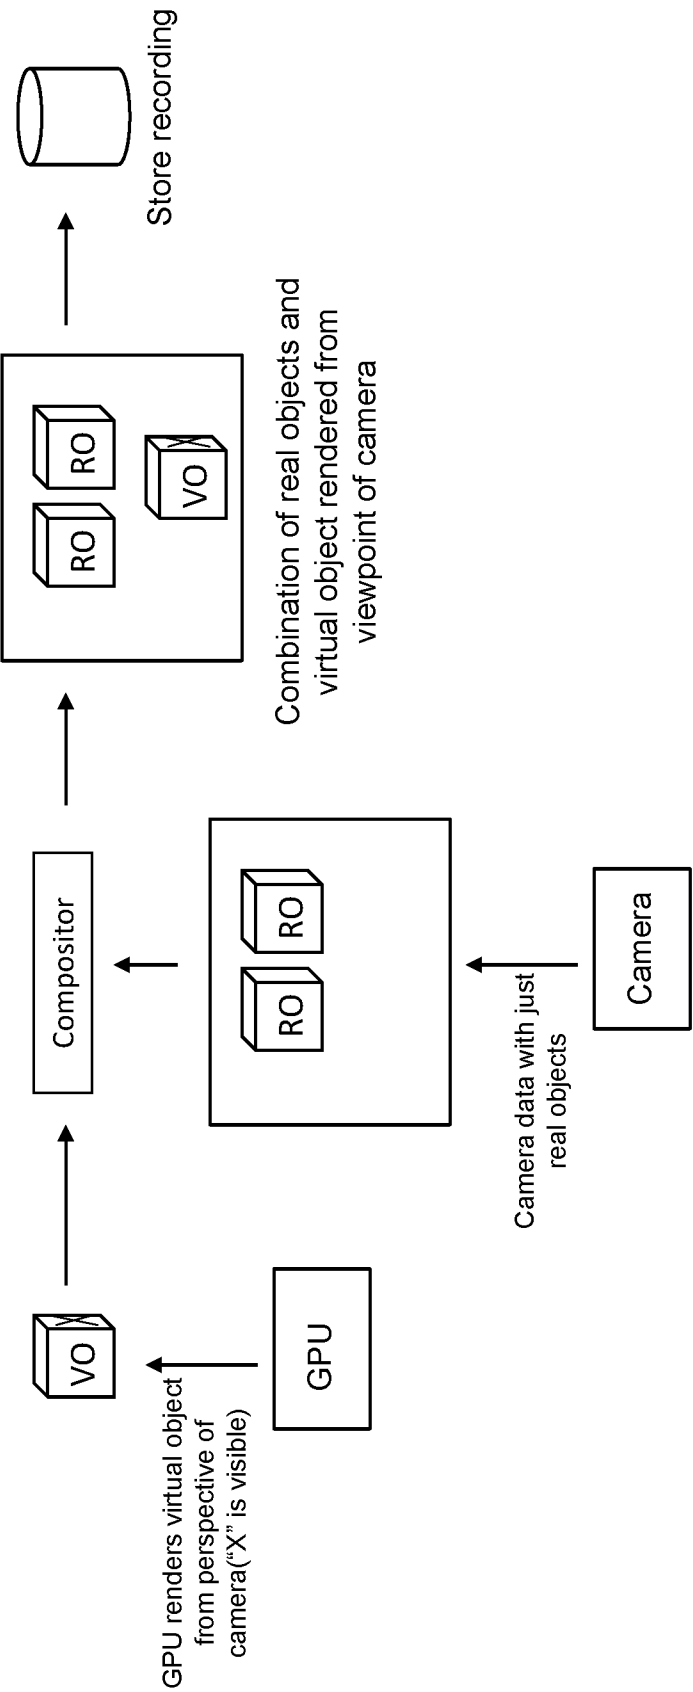 VO
GPU renders virtual object
from perspective of
camera("X" is visible)
GPU
Compositor
RO
RO
Camera data with just
real objects
Camera
RO
RO
VO
Combination of real objects and
virtual object rendered from
viewpoint of camera
Store recording